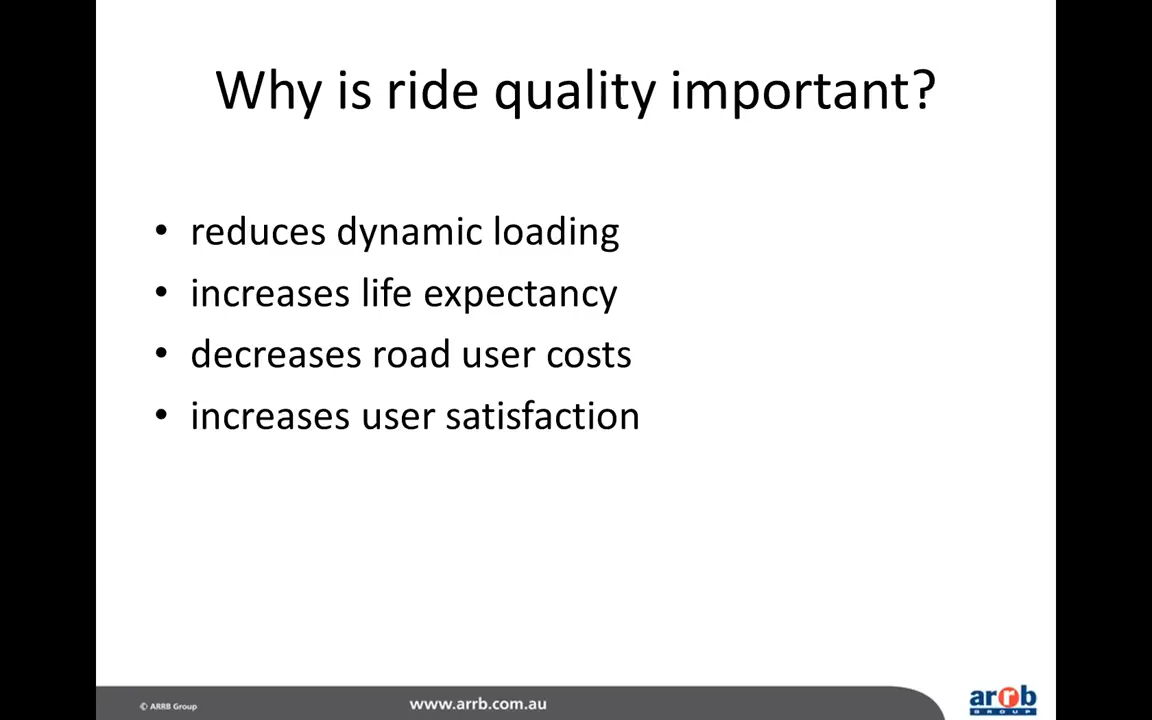 Why is ride quality important?
• reduces dynamic loading
• increases life expectancy
• decreases road user costs
• increases user satisfaction
© ARRB Group
www.arrb.com.au
arrb
GROUP